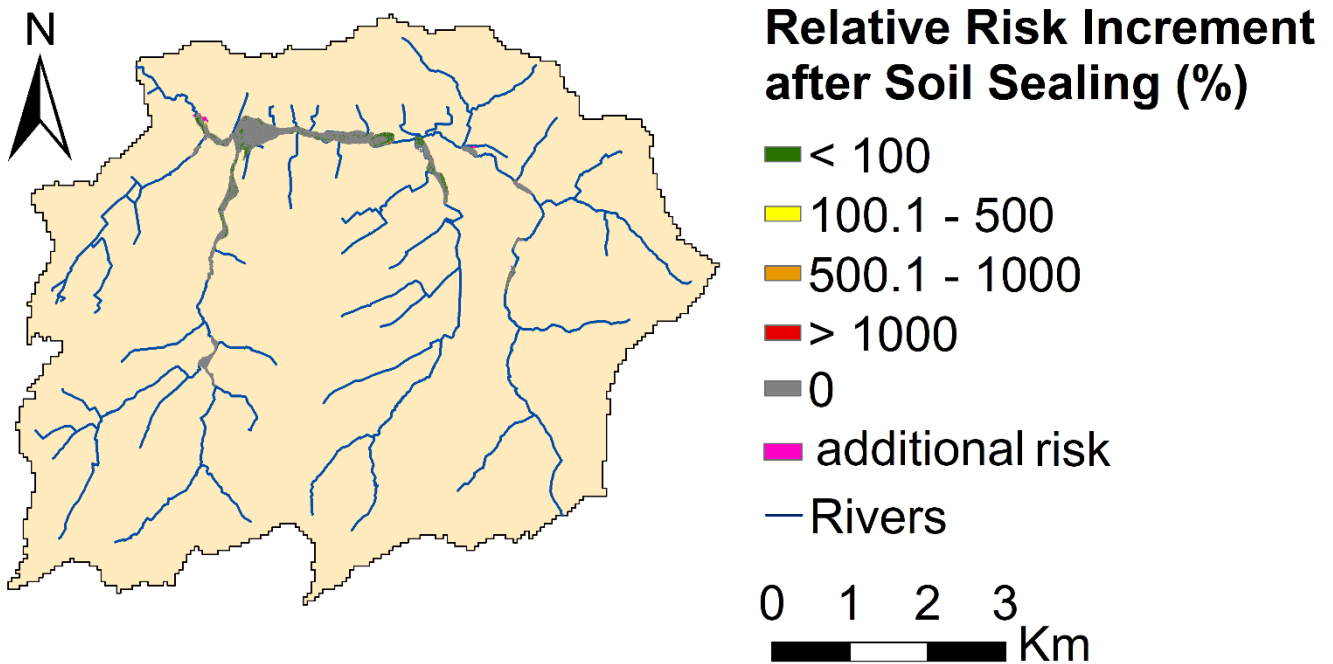 N
Relative Risk Increment
after Soil Sealing (%)
< 100
100.1 - 500
500.1 - 1000
> 1000
0
additional risk
Rivers
0 1 2 3
Km